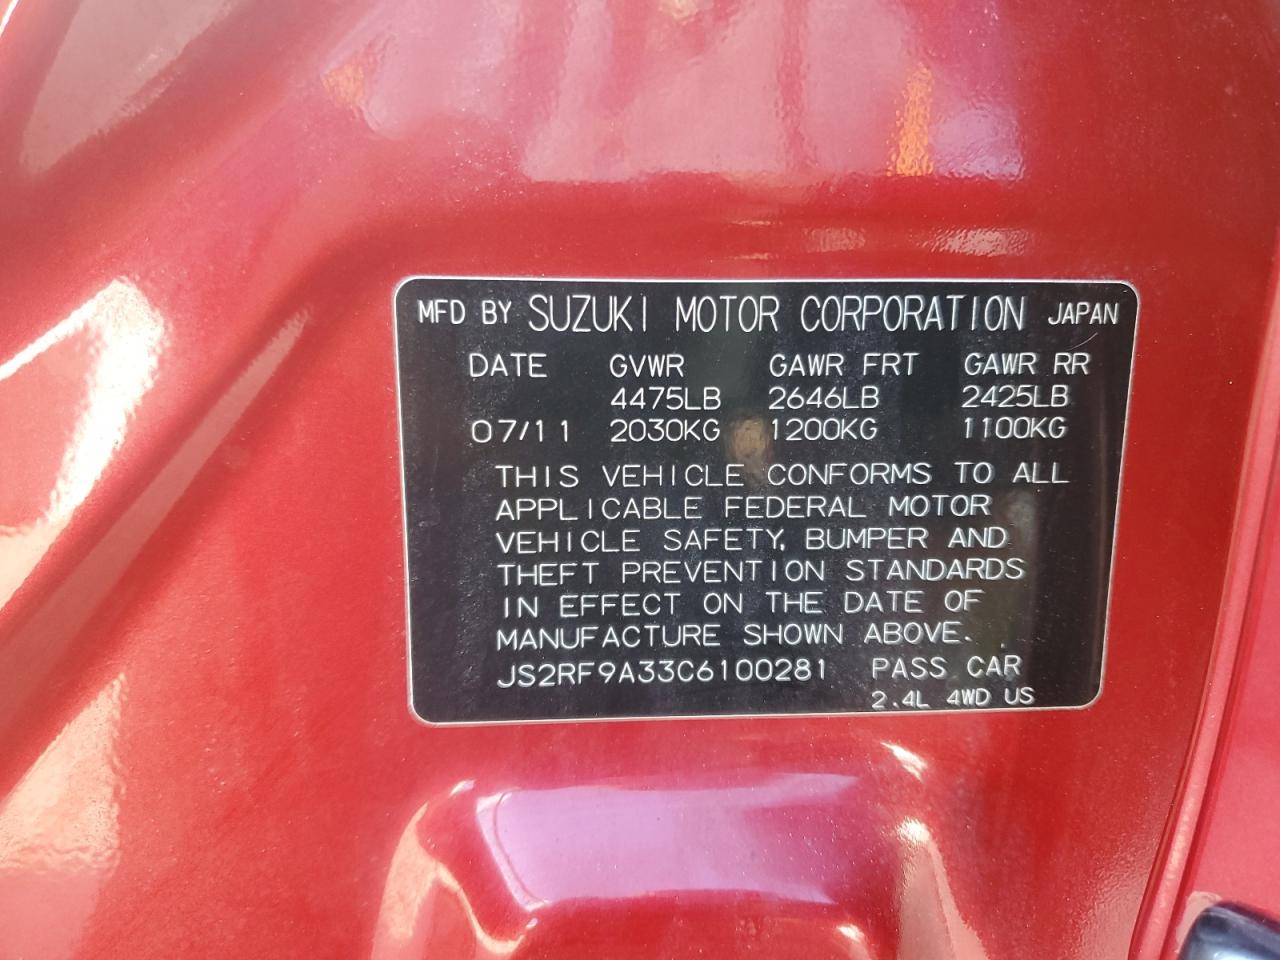 MFD BY SUZUKI MOTOR CORPORATION JAPAN
DATE GVWR GAWR FRT GAWR RR
4475LB 2646LB 2425LB
07/11 2030KG 1200KG 1100KG
THIS VEHICLE CONFORMS TO ALL
APPLICABLE FEDERAL MOTOR
VEHICLE SAFETY, BUMPER AND
THEFT PREVENTION STANDARDS
IN EFFECT ON THE DATE OF
MANUFACTURE SHOWN ABOVE.
JS2RF9A33C6100281 PASS CAR
2.4L 4WD US